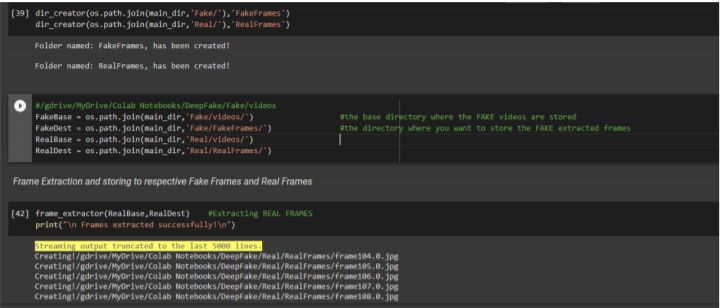 [39] dir_creator(os.path.join(main_dir,'Fake/'),'FakeFrames')
dir_creator(os.path.join(main_dir,'Real/'),'RealFrames')
Folder named: FakeFrames, has been created!
Folder named: RealFrames, has been created!
#/gdrive/MyDrive/Colab Notebooks/DeepFake/Fake/videos
FakeBase = os.path.join(main_dir,'Fake/videos/') #the base directory where the FAKE videos are stored
FakeDest = os.path.join(main_dir,'Fake/FakeFrames/') #the directory where you want to store the FAKE extracted frames
RealBase = os.path.join(main_dir,'Real/videos/')
RealDest = os.path.join(main_dir,'Real/RealFrames/')
Frame Extraction and storing to respective Fake Frames and Real Frames
[42] frame_extractor(RealBase,RealDest) #Extracting REAL FRAMES
print("\n Frames extracted successfully!\n")
Streaming output truncated to the last 5000 lines.
Creating!/gdrive/MyDrive/Colab Notebooks/DeepFake/Real/RealFrames/frame104.0.jpg
Creating!/gdrive/MyDrive/Colab Notebooks/DeepFake/Real/RealFrames/frame105.0.jpg
Creating!/gdrive/MyDrive/Colab Notebooks/DeepFake/Real/RealFrames/frame106.0.jpg
Creating!/gdrive/MyDrive/Colab Notebooks/DeepFake/Real/RealFrames/frame107.0.jpg
Creating!/gdrive/MyDrive/Colab Notebooks/DeepFake/Real/RealFrames/frame108.0.jpg